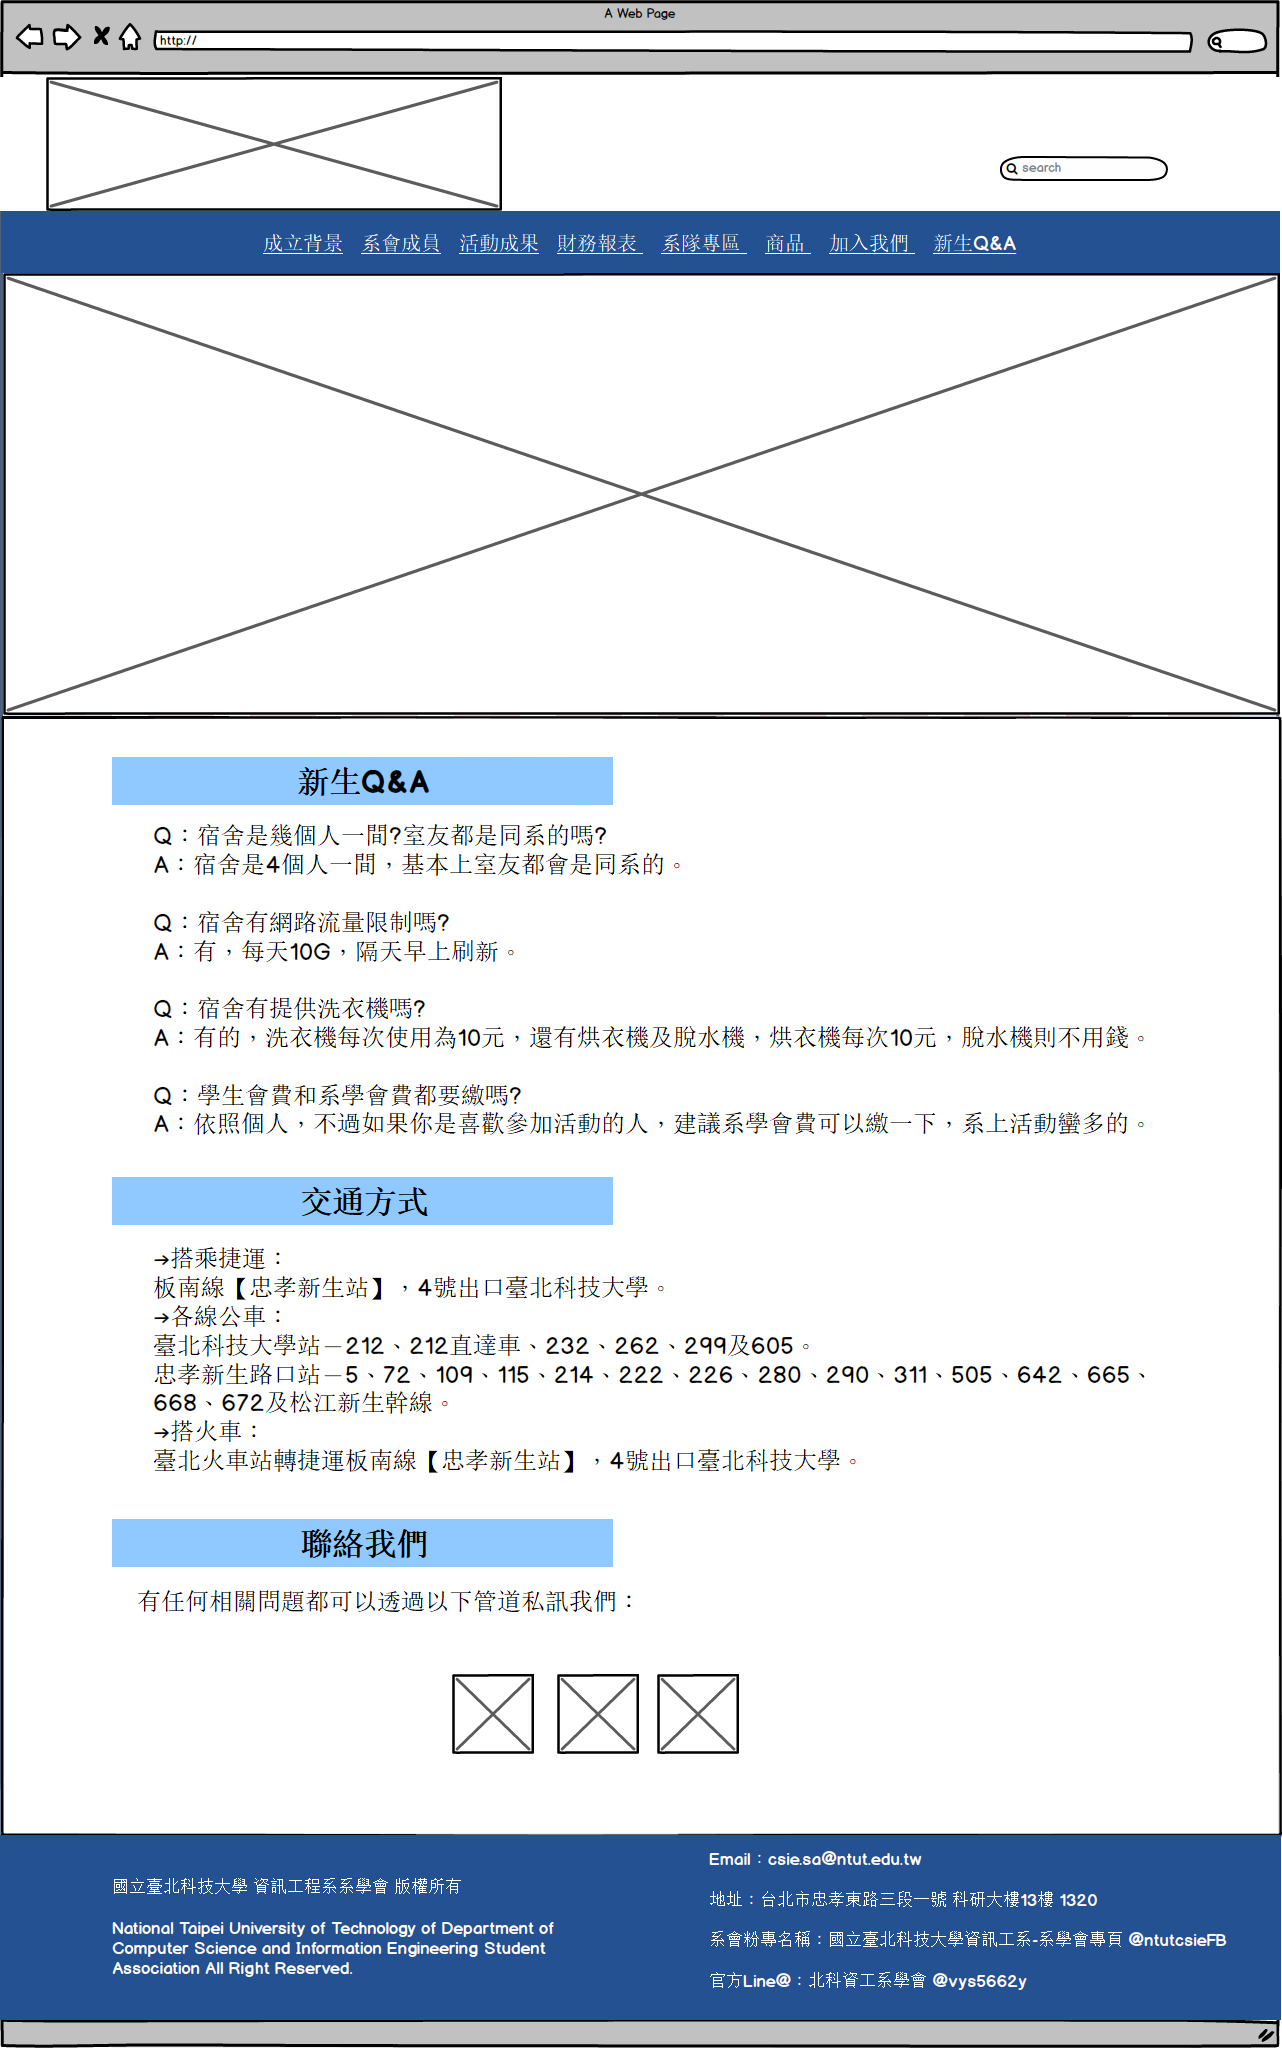 A Web Page
http://
search
成立背景 系會成員 活動成果 財務報表 系隊專區 商品 加入我們 新生Q&A
新生Q&A
Q：宿舍是幾個人一間?室友都是同系的嗎?
A：宿舍是4個人一間，基本上室友都會是同系的。
Q：宿舍有網路流量限制嗎?
A：有，每天10G，隔天早上刷新。
Q：宿舍有提供洗衣機嗎?
A：有的，洗衣機每次使用為10元，還有烘衣機及脫水機，烘衣機每次10元，脫水機則不用錢。
Q：學生會費和系學會費都要繳嗎?
A：依照個人，不過如果你是喜歡參加活動的人，建議系學會費可以繳一下，系上活動蠻多的。
交通方式
→搭乘捷運：
板南線【忠孝新生站】，4號出口臺北科技大學。
→各線公車：
臺北科技大學站－212、212直達車、232、262、299及605。
忠孝新生路口站－5、72、109、115、214、222、226、280、290、311、505、642、665、
668、672及松江新生幹線。
→搭火車：
臺北火車站轉捷運板南線【忠孝新生站】，4號出口臺北科技大學。
聯絡我們
有任何相關問題都可以透過以下管道私訊我們：
國立臺北科技大學 資訊工程系系學會 版權所有
National Taipei University of Technology of Department of
Computer Science and Information Engineering Student
Association All Right Reserved.
Email：csie.sa@ntut.edu.tw
地址：台北市忠孝東路三段一號 科研大樓13樓 1320
系會粉專名稱：國立臺北科技大學資訊工系-系學會專頁 @ntutcsieFB
官方Line@：北科資工系學會 @vys5662y